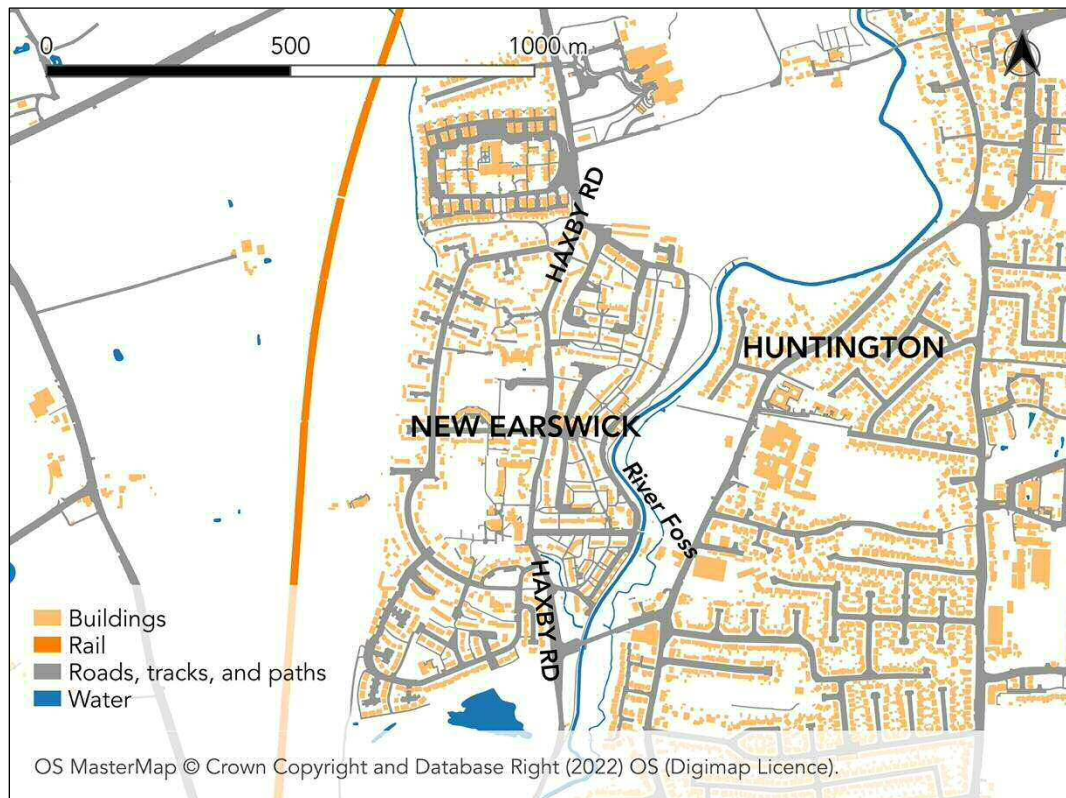 0 500 1000 m
HAXBY RD
HUNTINGTON
NEW EARSWICK
River Foss
HAXBY RD
Buildings
Rail
Roads, tracks, and paths
Water
OS MasterMap © Crown Copyright and Database Right (2022) OS (Digimap Licence).